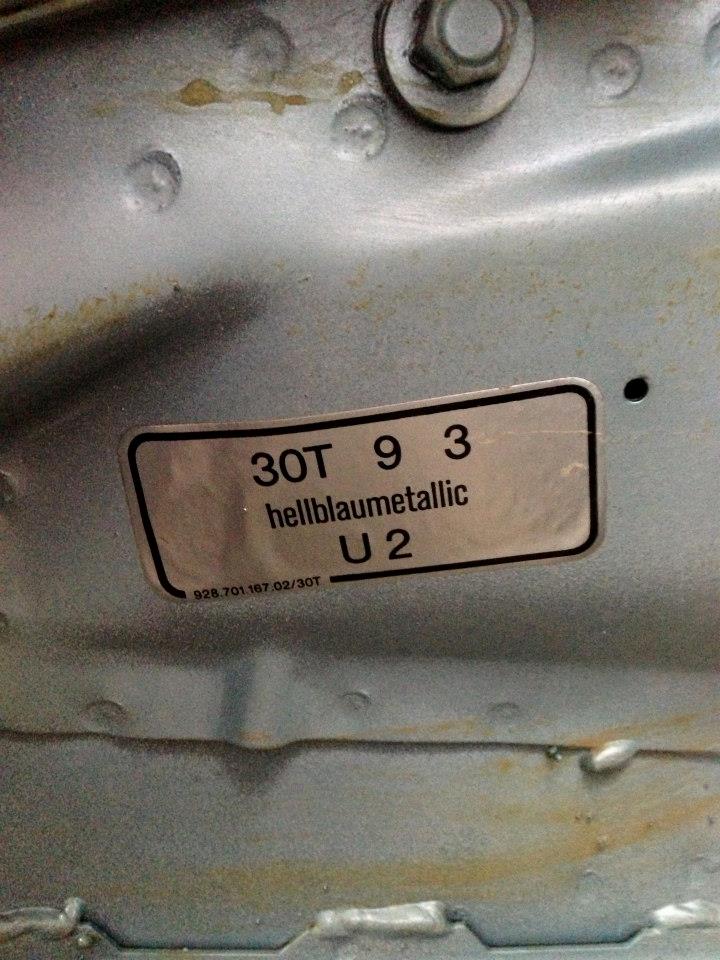 30T 9 3
hellblaumetallic
U 2
928.701.167.02/30T